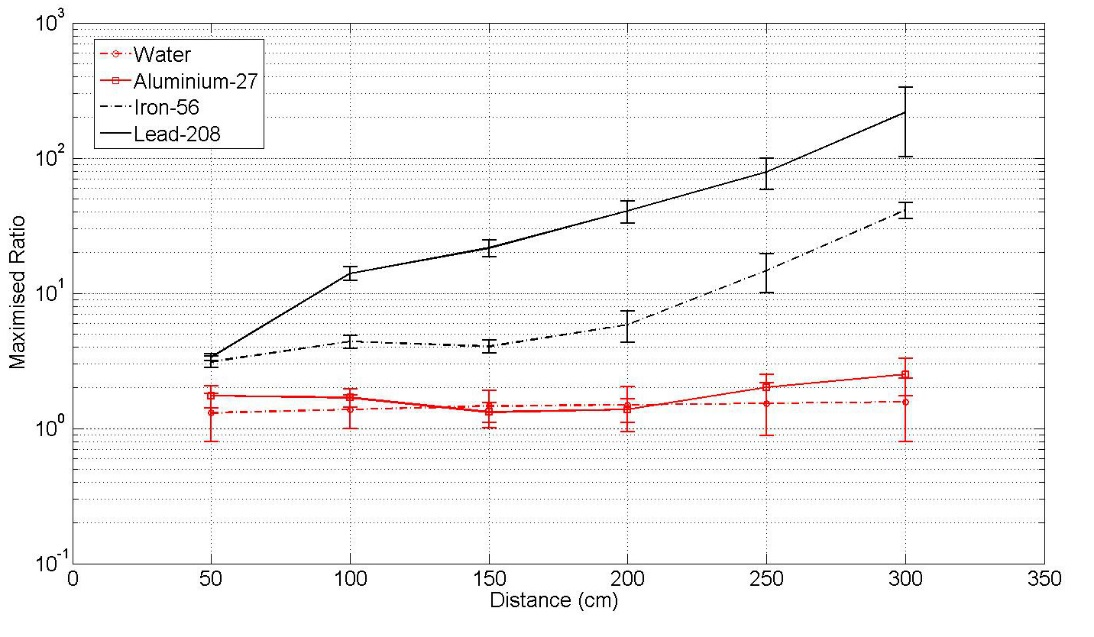 10^3
10^2
10^1
10^0
10^-1
Maximised Ratio
Water
Aluminium-27
Iron-56
Lead-208
0 50 100 150 200 250 300 350
Distance (cm)